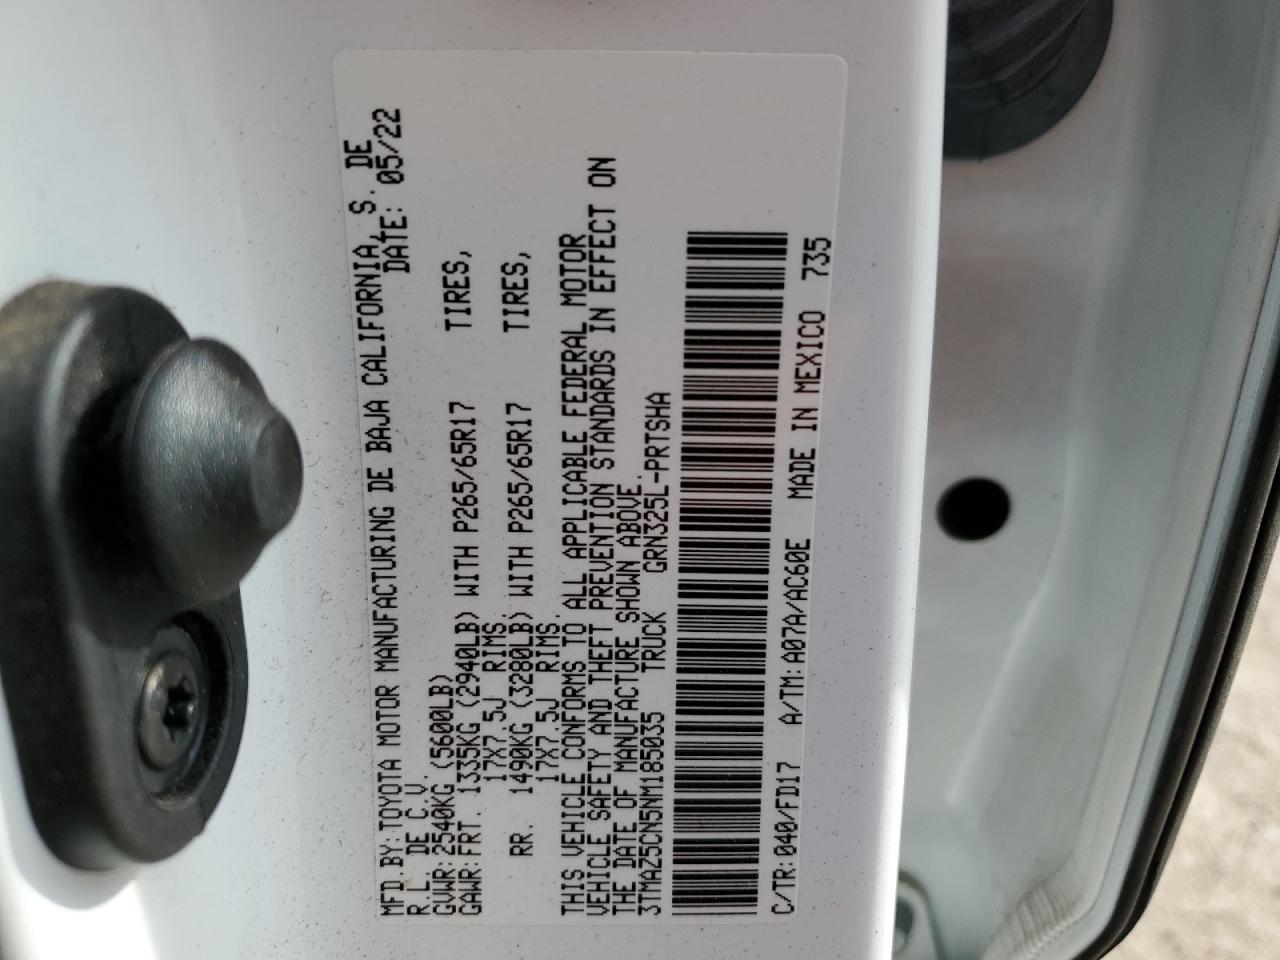 MFD.BY:TOYOTA MOTOR MANUFACTURING DE BAJA CALIFORNIA, S. DE
R.L. DE C.V. DATE: 05/22
GVWR:2540KG (5600LB)
GAWR:FRT. 1335KG (2940LB) WITH P265/65R17 TIRES,
17X7.5J RIMS.
RR. 1490KG (3280LB) WITH P265/65R17 TIRES,
17X7.5J RIMS.
THIS VEHICLE CONFORMS TO ALL APPLICABLE FEDERAL MOTOR
VEHICLE SAFETY AND THEFT PREVENTION STANDARDS IN EFFECT ON
THE DATE OF MANUFACTURE SHOWN ABOVE.
3TMAZ5CN5NM185035 TRUCK GRN325L-PRTSHA
C/TR:040/FD17 A/TM:A07A/AC60E MADE IN MEXICO 735